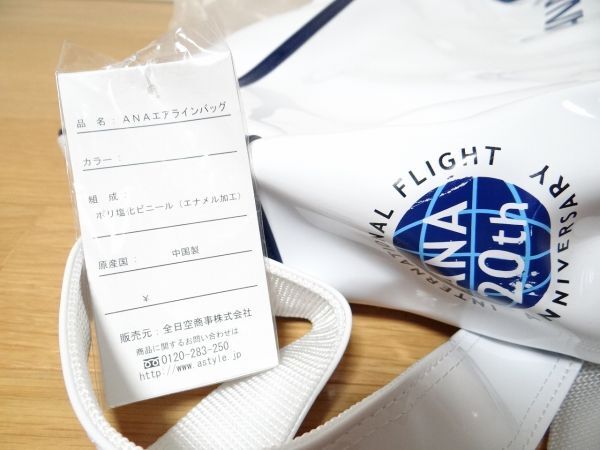 品 名 : ANAエアラインバッグ
カラー :
組 成 :
ポリ塩化ビニール (エナメル加工)
原産国 : 中国製
¥
販売元 : 全日空商事株式会社
商品に関するお問い合わせは
0120-283-250
http://www.astyle.jp
INTERNATIONAL FLIGHT
ANA
20th
ANNIVERSARY